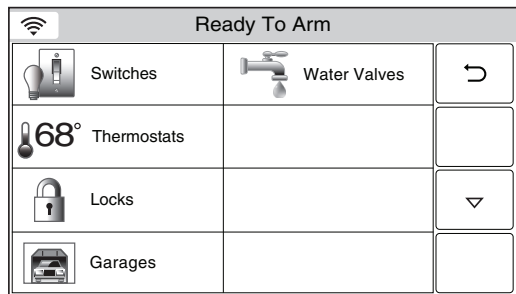 Ready To Arm
Switches
Water Valves
68° Thermostats
Locks
Garages